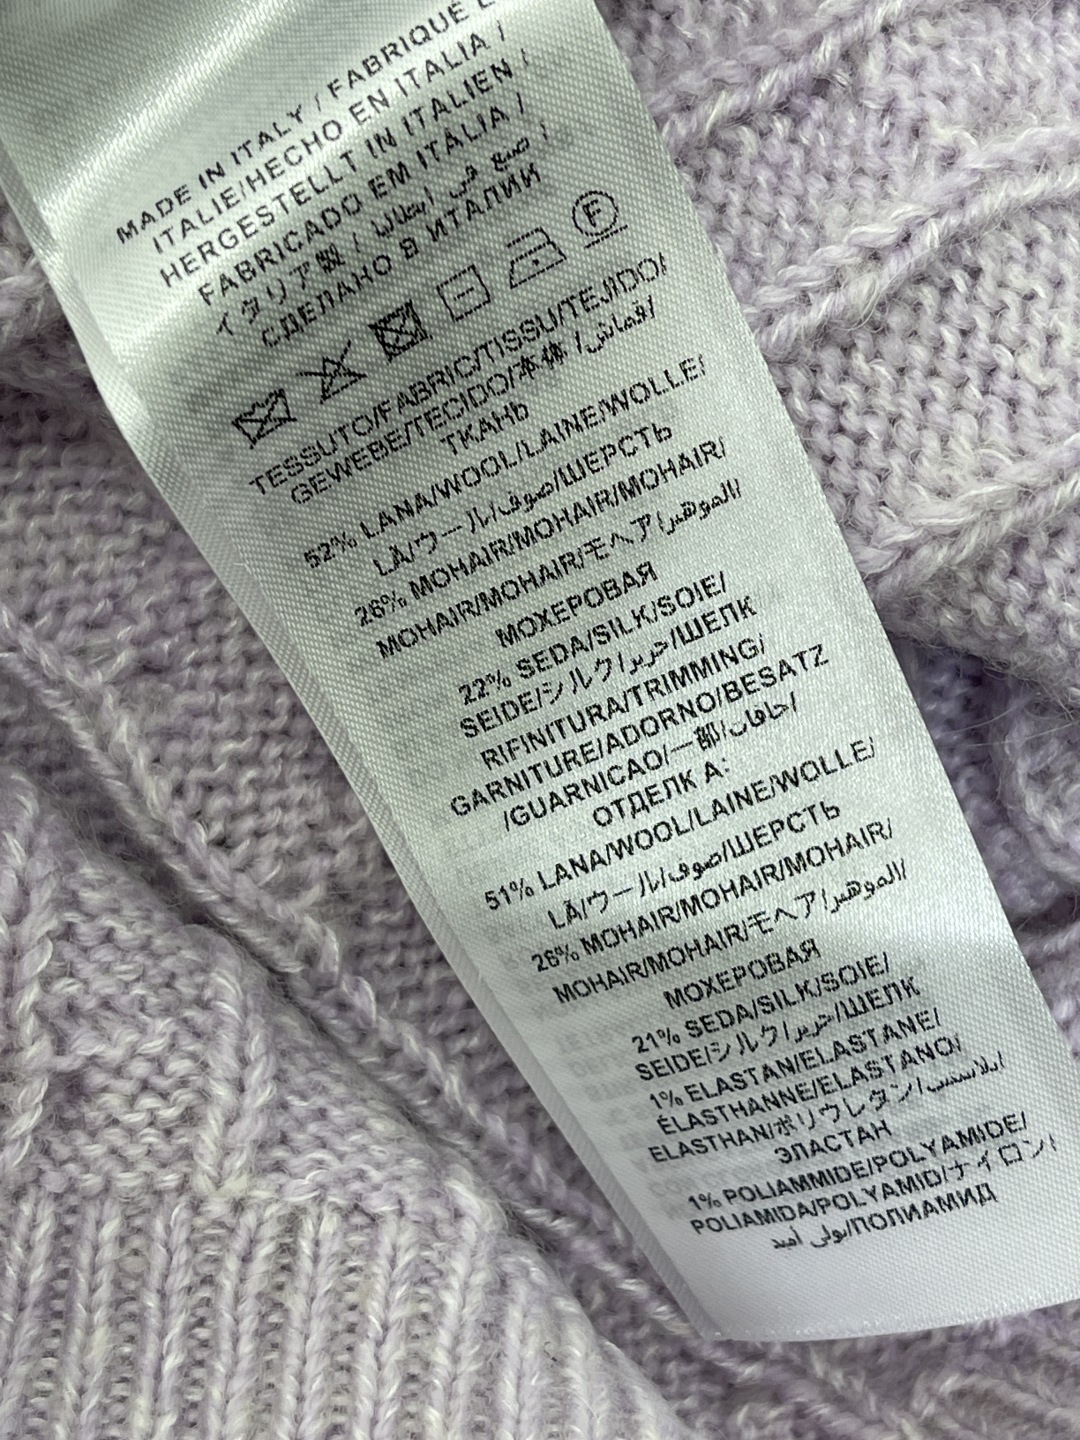 MADE IN ITALY / FABRIQUÉ E
ITALIE/HECHO EN ITALIA /
HERGESTELLT IN ITALIEN /
FABRICADO EM ITALIA /
イタリア製 / صنع في إيطاليا /
СДЕЛАНО В ИТАЛИИ
F
TESSUTO/FABRIC/TISSU/TEJIDO/
GEWEBE/TECIDO/本体 /قماش/
ТКАНЬ
52% LANA/WOOL/LAINE/WOLLE/
LÃ/ウール/صوف/ШЕРСТЬ
26% MOHAIR/MOHAIR/MOHAIR/
MOHAIR/MOHAIR/モヘア/الموهير/
МОХЕРОВАЯ
22% SEDA/SILK/SOIE/
SEIDE/シルク/حرير/ШЕЛК
RIFINITURA/TRIMMING/
GARNITURE/ADORNO/BESATZ
/GUARNICAO/一部/حافات/
ОТДЕЛК А:
51% LANA/WOOL/LAINE/WOLLE/
LÃ/ウール/صوف/ШЕРСТЬ
26% MOHAIR/MOHAIR/MOHAIR/
MOHAIR/MOHAIR/モヘア/الموهير/
МОХЕРОВАЯ
21% SEDA/SILK/SOIE/
SEIDE/シルク/حرير/ШЕЛК
1% ELASTAN/ELASTANE/
ÉLASTHANNE/ELASTANO/
ELASTHAN/ポリウレタン/
ЭЛАСТАН
1% POLIAMMIDE/POLYAMIDE/
POLIAMIDA/POLYAMID/ナイロン/
بولي أميد/ПОЛИАМИД